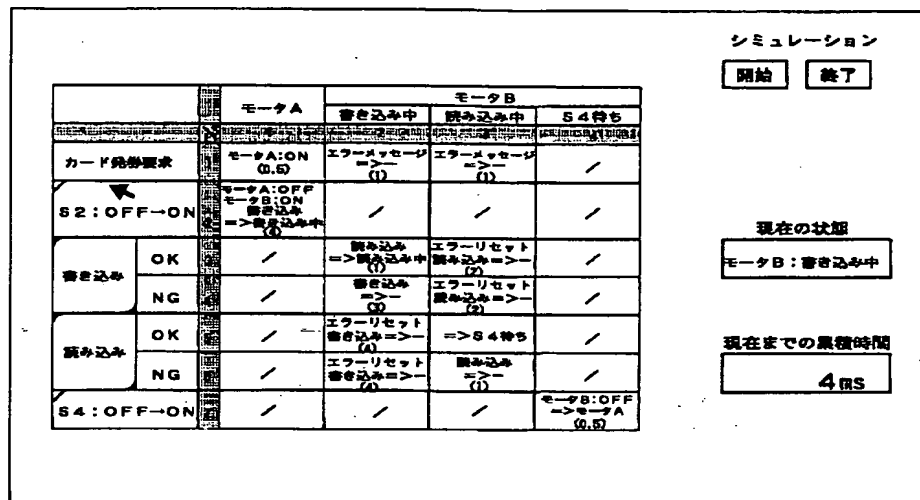 シミュレーション
開始 終了
モータA モータB
書き込み中 読み込み中 S4待ち
カード発券要求 モータA:ON エラーメッセージ エラーメッセージ ／
(0.5) =>− =>−
(1) (1)
S2:OFF→ON モータA:OFF ／ ／ ／
モータB:ON
書き込み
=>書き込み中
書き込み OK ／ 読み込み エラーリセット ／
=>読み込み中 読み込み=>−
(1) (2)
NG ／ 書き込み エラーリセット ／
=>− 読み込み=>−
(3) (2)
読み込み OK ／ エラーリセット =>S4待ち ／
書き込み=>−
(4)
NG ／ エラーリセット 読み込み ／
書き込み=>− =>−
(4) (1)
S4:OFF→ON ／ ／ ／ モータB:OFF
=>モータA
(0.5)
現在の状態
モータB:書き込み中
現在までの累積時間
4ms